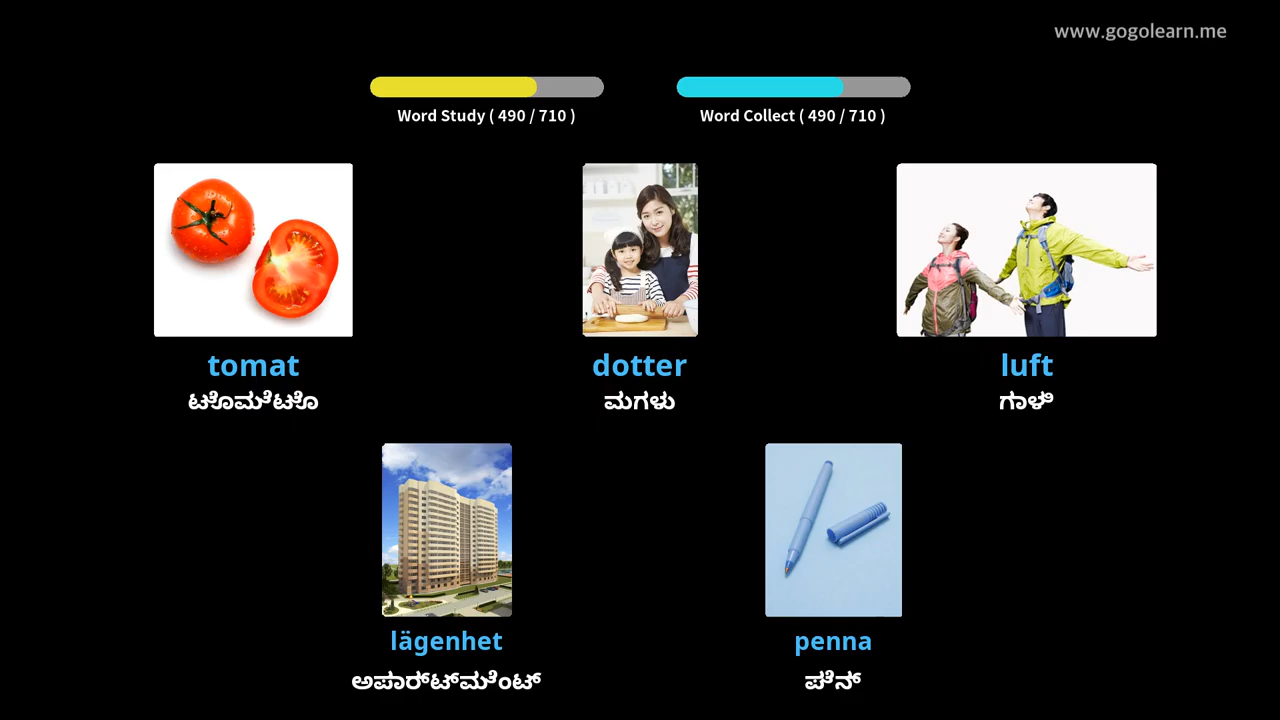 www.gogolearn.me
Word Study ( 490 / 710 )
Word Collect ( 490 / 710 )
tomat
ಟೊಮೆಟೊ
dotter
ಮಗಳು
luft
ಗಾಳಿ
lägenhet
ಅಪಾರ್ಟ್ಮೆಂಟ್
penna
ಪೆನ್